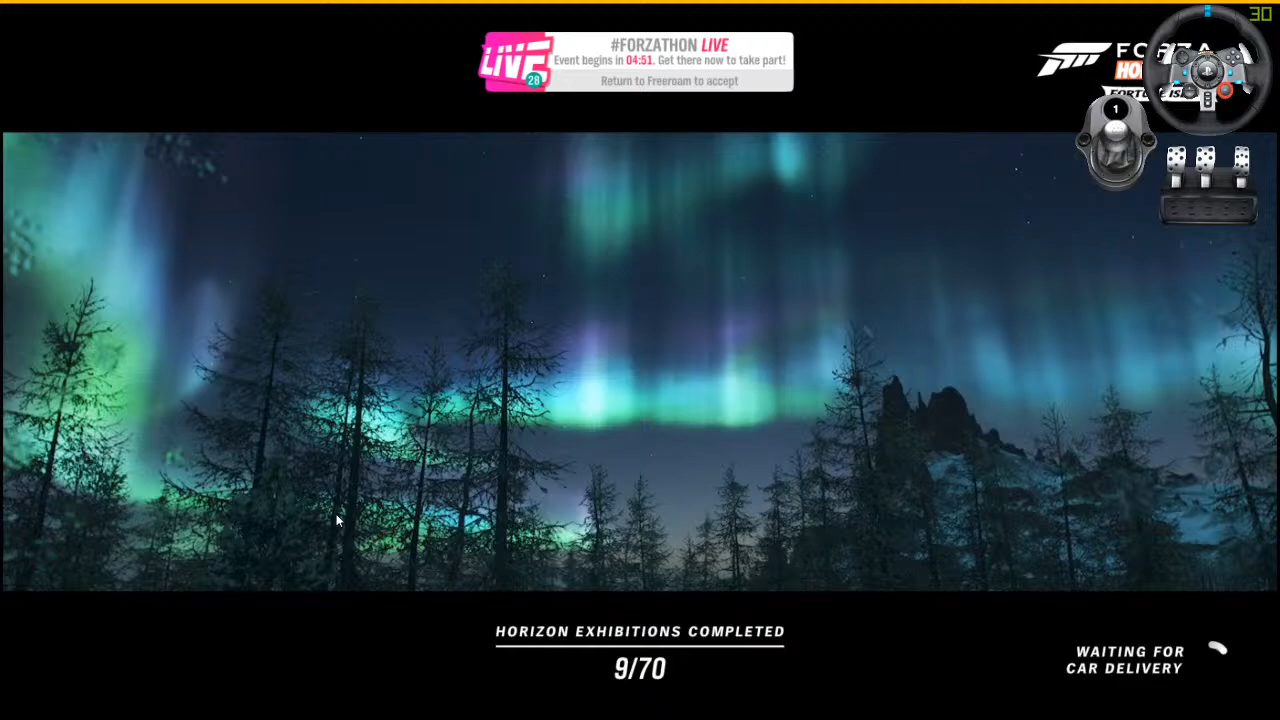 30
#FORZATHON LIVE
LIVE
Event begins in 04:51. Get there now to take part!
28
Return to Freeroam to accept
1
HORIZON EXHIBITIONS COMPLETED
9/70
WAITING FOR
CAR DELIVERY